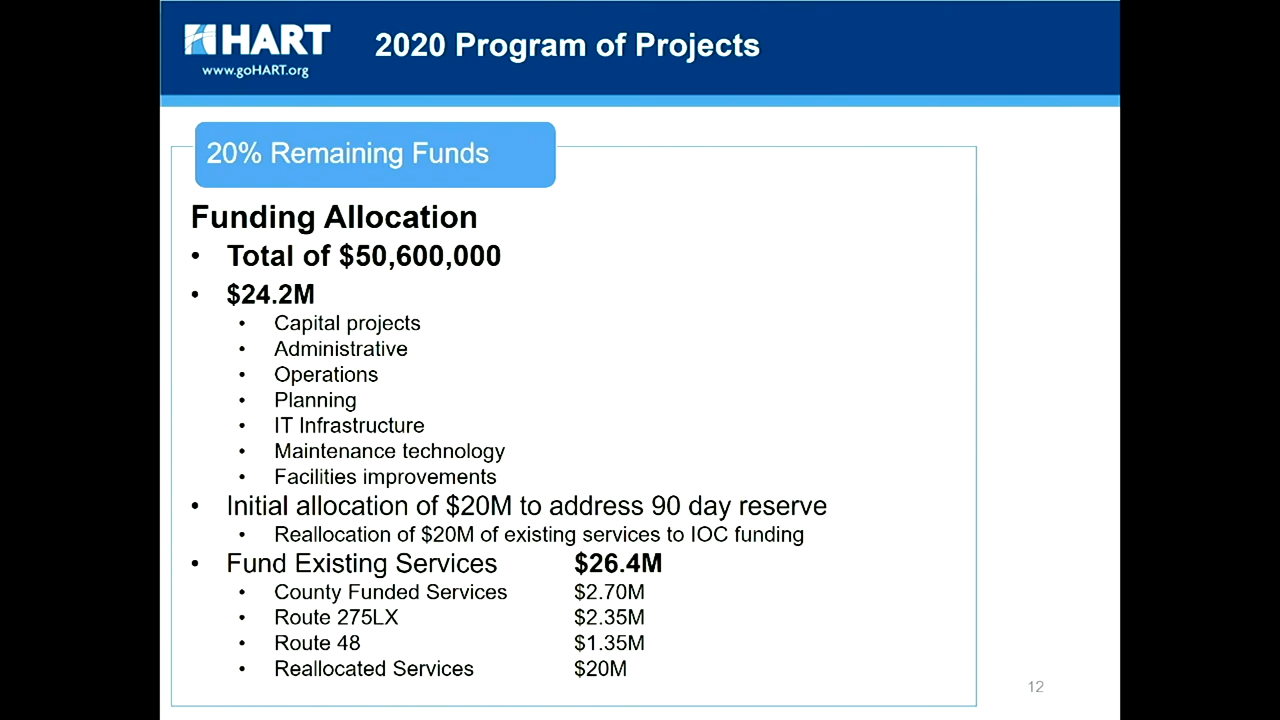 HART
www.goHART.org
2020 Program of Projects
20% Remaining Funds
Funding Allocation
• Total of $50,600,000
• $24.2M
• Capital projects
• Administrative
• Operations
• Planning
• IT Infrastructure
• Maintenance technology
• Facilities improvements
• Initial allocation of $20M to address 90 day reserve
• Reallocation of $20M of existing services to IOC funding
• Fund Existing Services $26.4M
• County Funded Services $2.70M
• Route 275LX $2.35M
• Route 48 $1.35M
• Reallocated Services $20M
12